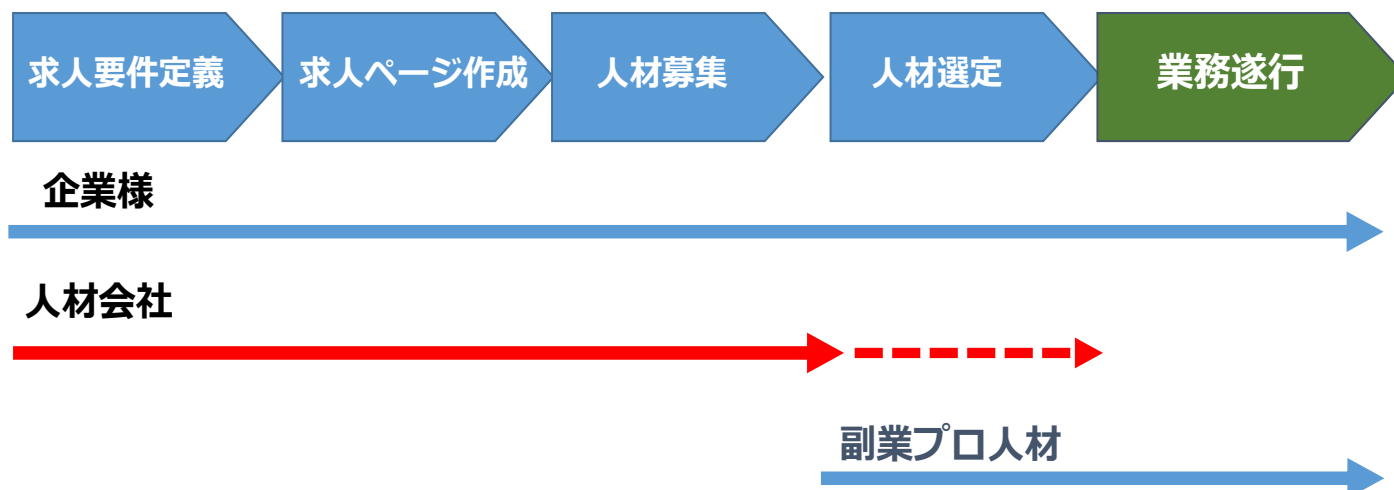 求人要件定義
求人ページ作成
人材募集
人材選定
業務遂行
企業様
人材会社
副業プロ人材